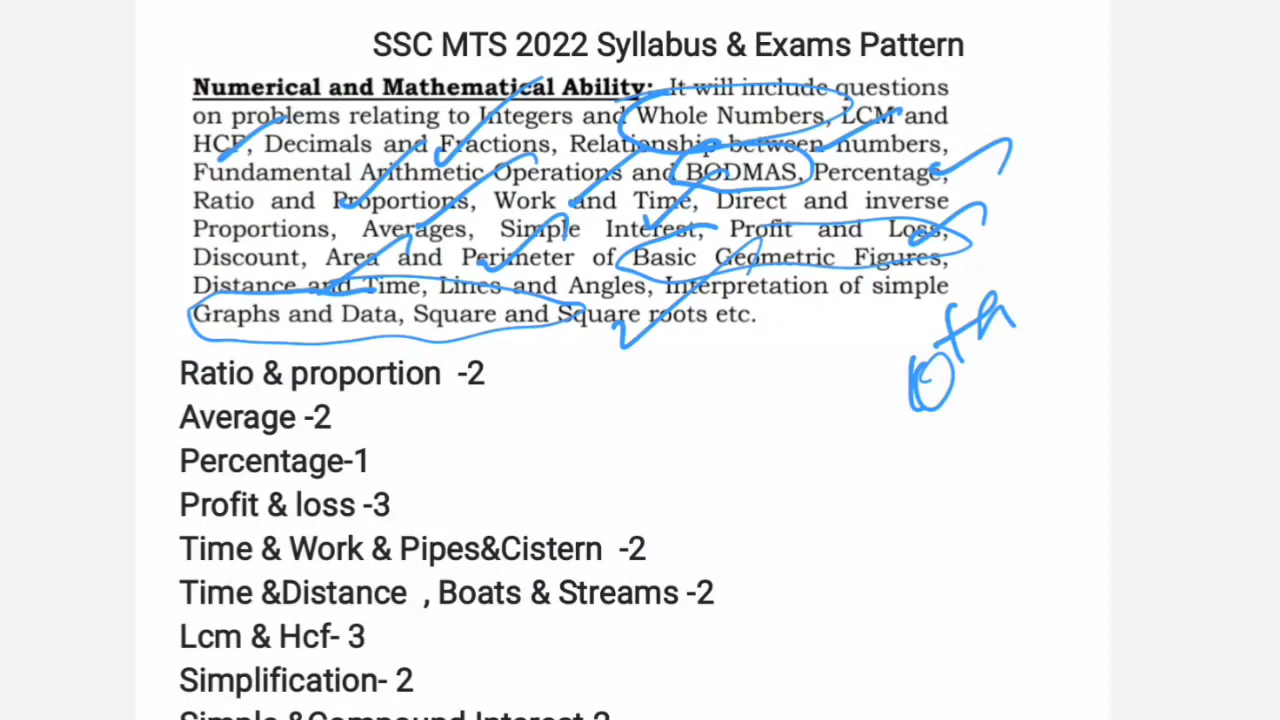 SSC MTS 2022 Syllabus & Exams Pattern
Numerical and Mathematical Ability: It will include questions
on problems relating to Integers and Whole Numbers, LCM and
HCF, Decimals and Fractions, Relationship between numbers,
Fundamental Arithmetic Operations and BODMAS, Percentage,
Ratio and Proportions, Work and Time, Direct and inverse
Proportions, Averages, Simple Interest, Profit and Loss,
Discount, Area and Perimeter of Basic Geometric Figures,
Distance and Time, Lines and Angles, Interpretation of simple
Graphs and Data, Square and Square roots etc.
10th
Ratio & proportion -2
Average -2
Percentage-1
Profit & loss -3
Time & Work & Pipes&Cistern -2
Time &Distance , Boats & Streams -2
Lcm & Hcf- 3
Simplification- 2
Simple &Compound Interest